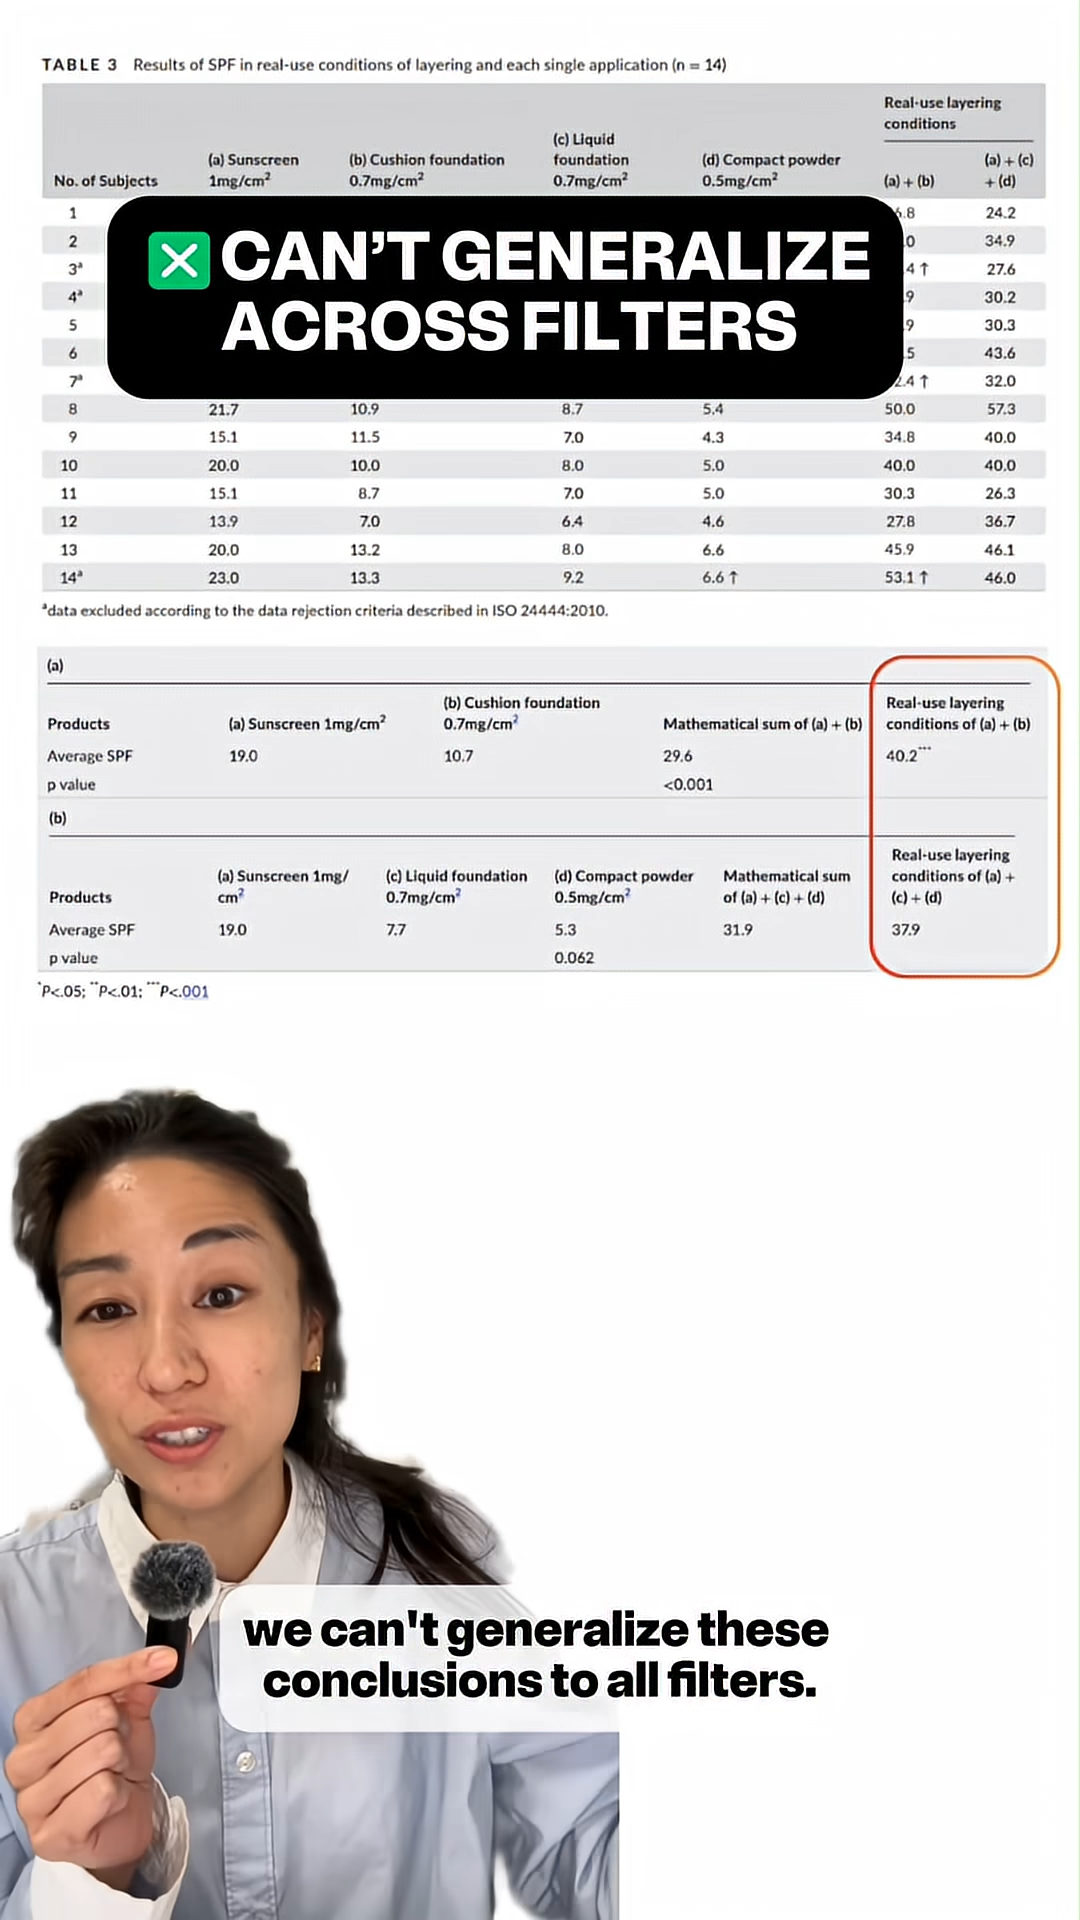 TABLE 3 Results of SPF in real-use conditions of layering and each single application (n = 14)
Real-use layering
conditions
No. of Subjects (a) Sunscreen 1mg/cm² (b) Cushion foundation 0.7mg/cm² (c) Liquid foundation 0.7mg/cm² (d) Compact powder 0.5mg/cm² (a) + (b) (a) + (c) + (d)
1 24.2
2 34.9
3ᵃ 27.6
4ᵃ 30.2
5 30.3
6 43.6
7ᵃ 32.0
❎ CAN'T GENERALIZE
ACROSS FILTERS
8 21.7 10.9 8.7 5.4 50.0 57.3
9 15.1 11.5 7.0 4.3 34.8 40.0
10 20.0 10.0 8.0 5.0 40.0 40.0
11 15.1 8.7 7.0 5.0 30.3 26.3
12 13.9 7.0 6.4 4.6 27.8 36.7
13 20.0 13.2 8.0 6.6 45.9 46.1
14ᵃ 23.0 13.3 9.2 6.6 ↑ 53.1 ↑ 46.0
ᵃdata excluded according to the data rejection criteria described in ISO 24444:2010.
(a)
Products (a) Sunscreen 1mg/cm² (b) Cushion foundation 0.7mg/cm² Mathematical sum of (a) + (b) Real-use layering conditions of (a) + (b)
Average SPF 19.0 10.7 29.6 40.2***
p value <0.001
(b)
Products (a) Sunscreen 1mg/cm² (c) Liquid foundation 0.7mg/cm² (d) Compact powder 0.5mg/cm² Mathematical sum of (a) + (c) + (d) Real-use layering conditions of (a) + (c) + (d)
Average SPF 19.0 7.7 5.3 31.9 37.9
p value 0.062
*P<.05; **P<.01; ***P<.001
we can't generalize these
conclusions to all filters.